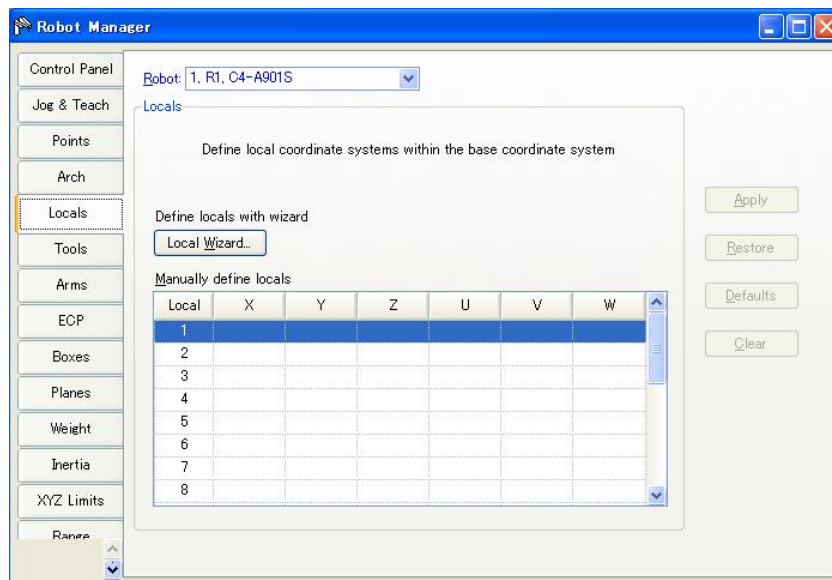 Robot Manager
Control Panel
Jog & Teach
Points
Arch
Locals
Tools
Arms
ECP
Boxes
Planes
Weight
Inertia
XYZ Limits
Range
Robot: 1, R1, C4-A901S
Locals
Define local coordinate systems within the base coordinate system
Define locals with wizard
Local Wizard...
Manually define locals
Local X Y Z U V W
1
2
3
4
5
6
7
8
Apply
Restore
Defaults
Clear